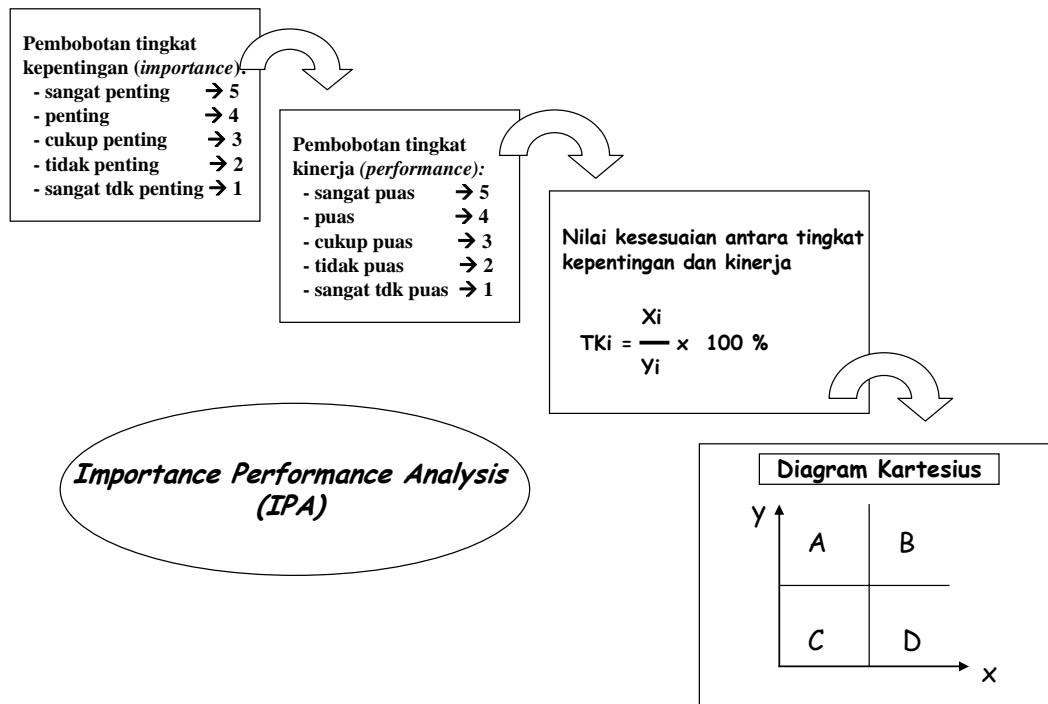 Pembobotan tingkat
kepentingan (importance):
- sangat penting → 5
- penting → 4
- cukup penting → 3
- tidak penting → 2
- sangat tdk penting → 1
Pembobotan tingkat
kinerja (performance):
- sangat puas → 5
- puas → 4
- cukup puas → 3
- tidak puas → 2
- sangat tdk puas → 1
Nilai kesesuaian antara tingkat
kepentingan dan kinerja
Xi
TKi = — x 100 %
Yi
Importance Performance Analysis
(IPA)
Diagram Kartesius
Y
A B
C D
X